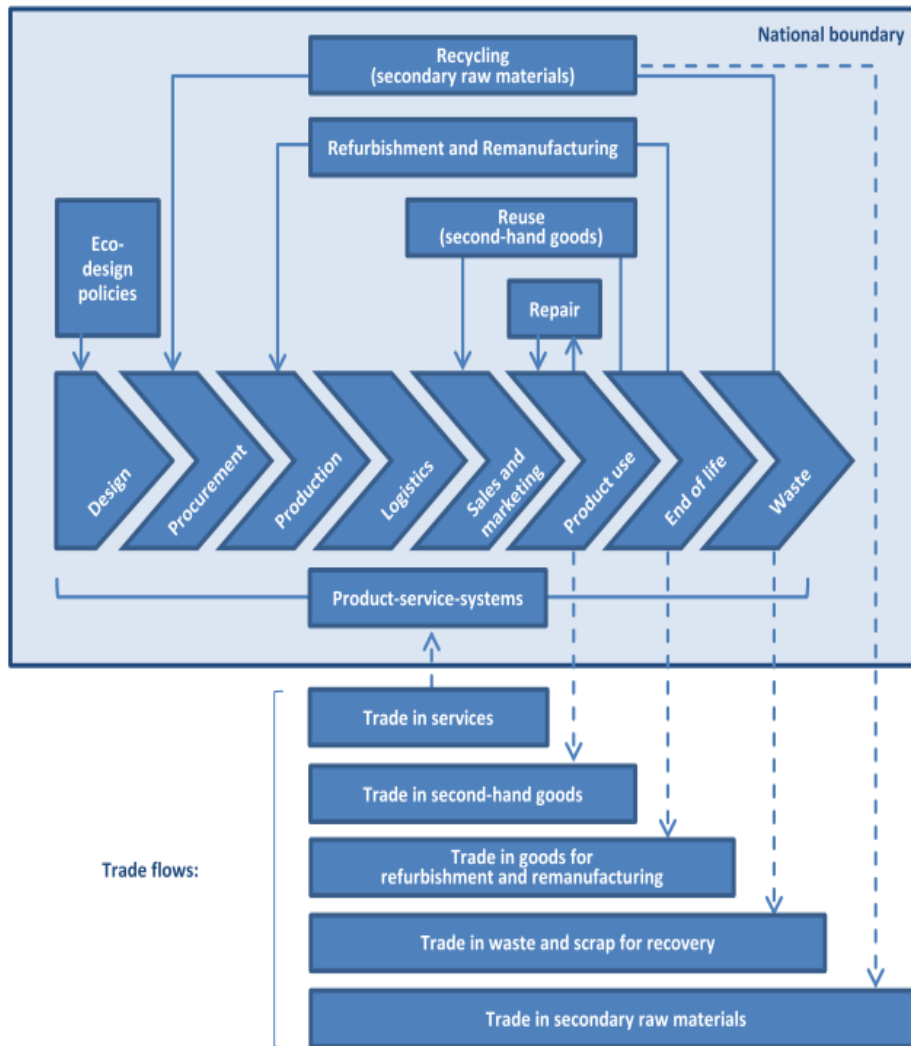 National boundary
Recycling
(secondary raw materials)
Refurbishment and Remanufacturing
Reuse
(second-hand goods)
Eco-
design
policies
Repair
Design
Procurement
Production
Logistics
Sales and
marketing
Product use
End of life
Waste
Product-service-systems
Trade in services
Trade in second-hand goods
Trade flows:
Trade in goods for
refurbishment and remanufacturing
Trade in waste and scrap for recovery
Trade in secondary raw materials